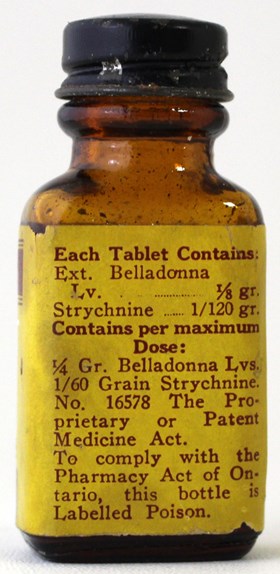 Each Tablet Contains:
Ext. Belladonna
Lv. . ............ ⅛ gr.
Strychnine ...... 1/120 gr.
Contains per maximum
Dose:
¼ Gr. Belladonna Lvs.
1/60 Grain Strychnine.
No. 16578 The Pro-
prietary or Patent
Medicine Act.
To comply with the
Pharmacy Act of On-
tario, this bottle is
Labelled Poison.